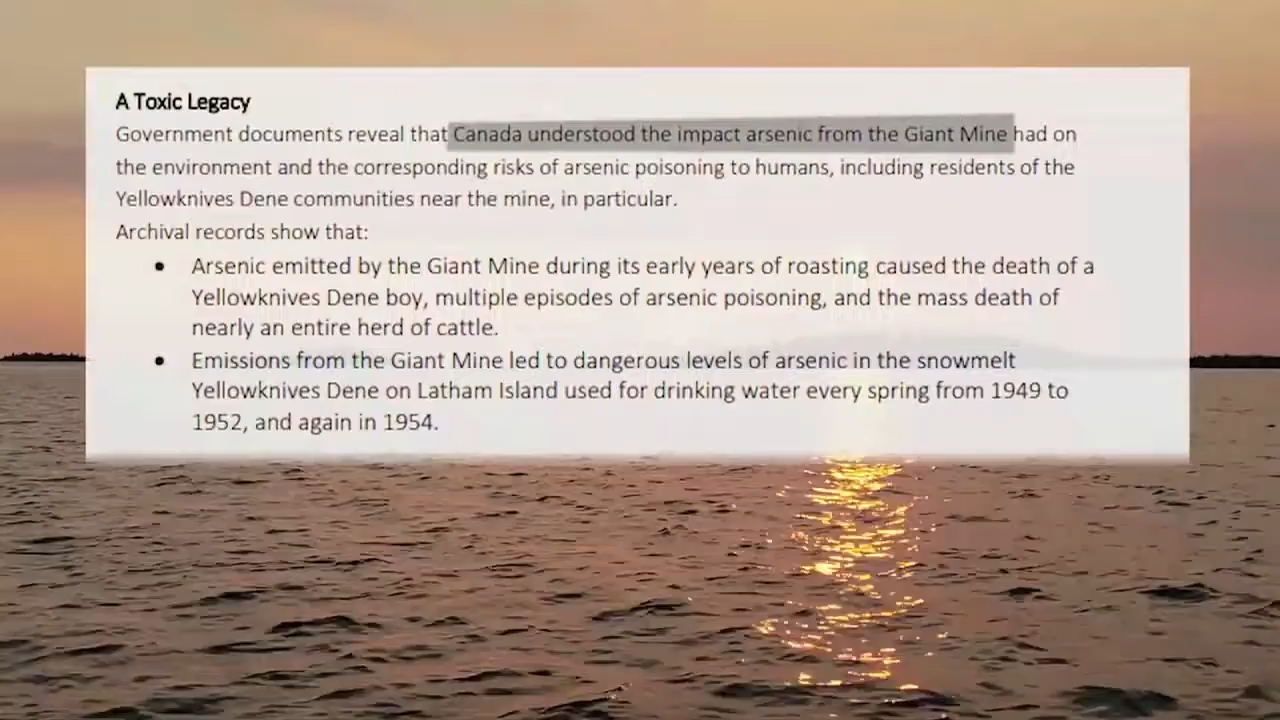 A Toxic Legacy
Government documents reveal that Canada understood the impact arsenic from the Giant Mine had on
the environment and the corresponding risks of arsenic poisoning to humans, including residents of the
Yellowknives Dene communities near the mine, in particular.
Archival records show that:
• Arsenic emitted by the Giant Mine during its early years of roasting caused the death of a
Yellowknives Dene boy, multiple episodes of arsenic poisoning, and the mass death of
nearly an entire herd of cattle.
• Emissions from the Giant Mine led to dangerous levels of arsenic in the snowmelt
Yellowknives Dene on Latham Island used for drinking water every spring from 1949 to
1952, and again in 1954.